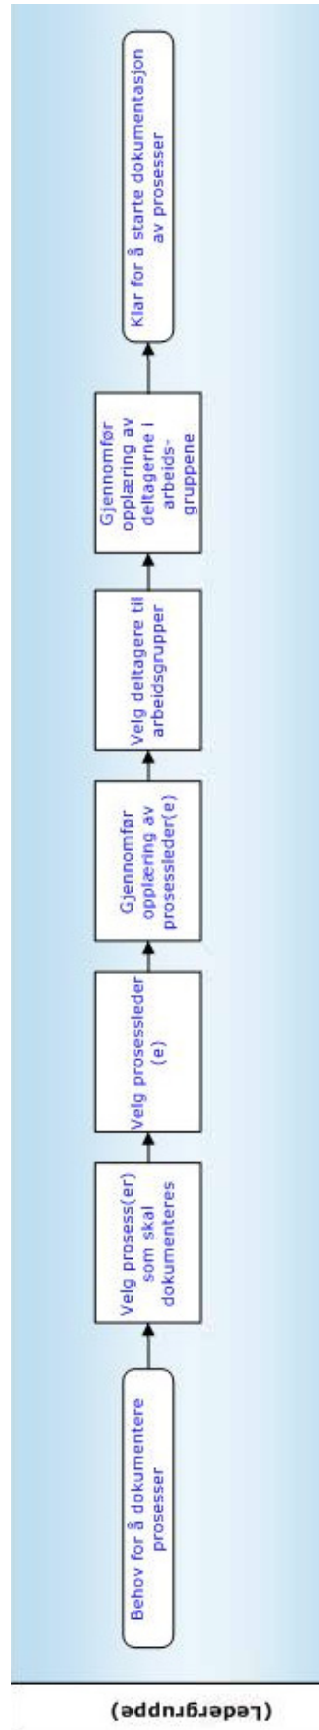 (Ledergruppe)
Behov for å dokumentere
prosesser
Velg prosess(er)
som skal
dokumenteres
Velg prosessleder
(e)
Gjennomfør
opplæring av
prosessleder(e)
Velg deltagere til
arbeidsgrupper
Gjennomfør
opplæring av
deltagerne i
arbeids-
gruppene
Klar for å starte dokumentasjon
av prosesser